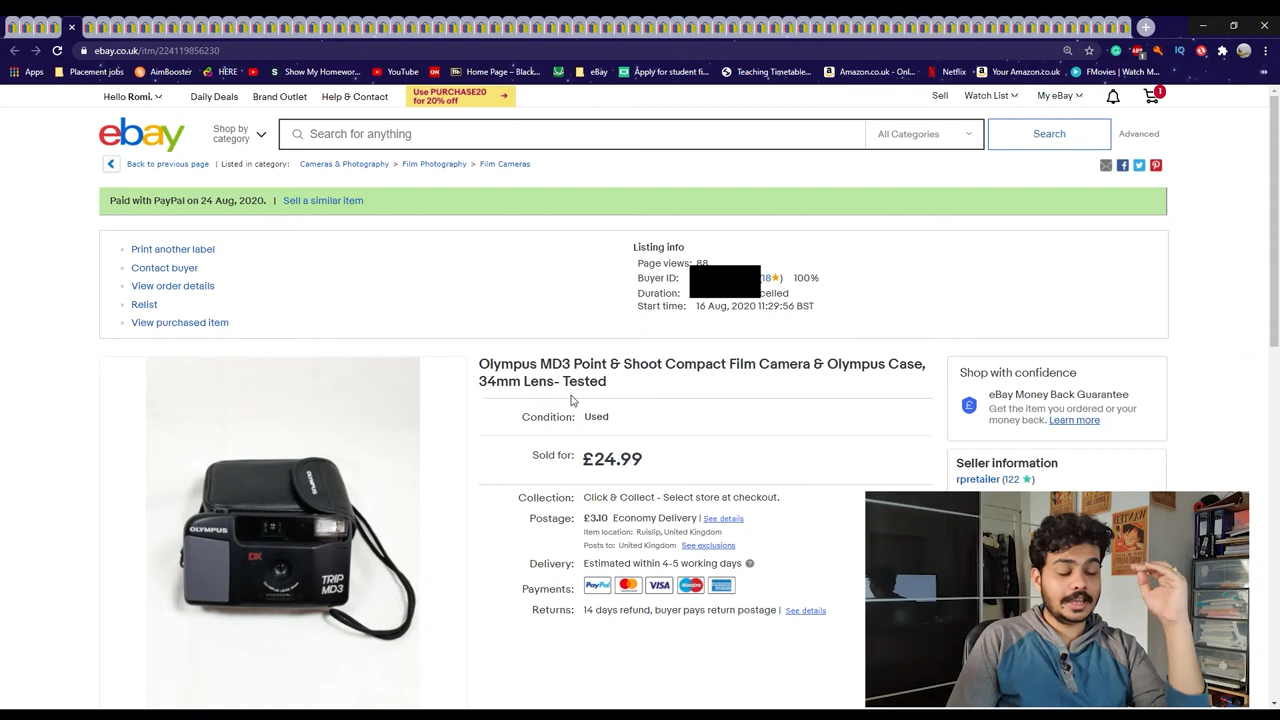 ebay.co.uk/itm/224119856230
Apps Placement jobs AimBooster HERE Show My Homewor... YouTube Home Page – Black... eBay Apply for student fi... Teaching Timetable... Amazon.co.uk - Onl... Netflix Your Amazon.co.uk FMovies | Watch M...
Hello Romi. Daily Deals Brand Outlet Help & Contact
Use PURCHASE20
for 20% off
Sell Watch List My eBay 1
ebay
Shop by
category
Search for anything
All Categories
Search
Advanced
Back to previous page | Listed in category: Cameras & Photography > Film Photography > Film Cameras
Paid with PayPal on 24 Aug, 2020. | Sell a similar item
Print another label
Contact buyer
View order details
Relist
View purchased item
Listing info
Page views: 88
Buyer ID: (18 ) 100%
Duration: celled
Start time: 16 Aug, 2020 11:29:56 BST
Olympus MD3 Point & Shoot Compact Film Camera & Olympus Case,
34mm Lens- Tested
Condition: Used
Sold for: £24.99
Collection: Click & Collect - Select store at checkout.
Postage: £3.10 Economy Delivery | See details
Item location: Ruislip, United Kingdom
Posts to: United Kingdom See exclusions
Delivery: Estimated within 4-5 working days
Payments: PayPal VISA Maestro
Returns: 14 days refund, buyer pays return postage | See details
Shop with confidence
eBay Money Back Guarantee
Get the item you ordered or your
money back. Learn more
Seller information
rpretailer (122 )
OLYMPUS
OLYMPUS
DX
TRIP
MD3
WANTED